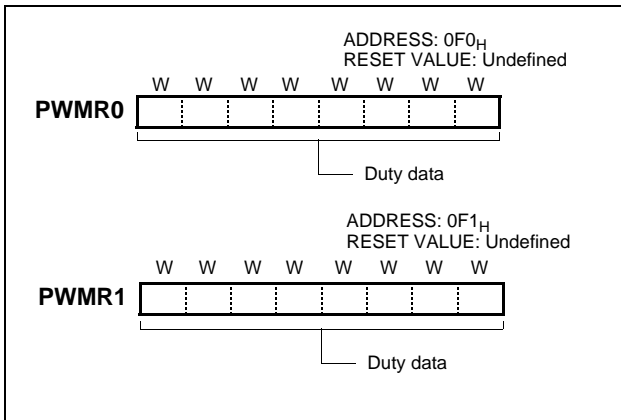 ADDRESS: 0F0H
RESET VALUE: Undefined
W W W W W W W W
PWMR0
Duty data
ADDRESS: 0F1H
RESET VALUE: Undefined
W W W W W W W W
PWMR1
Duty data